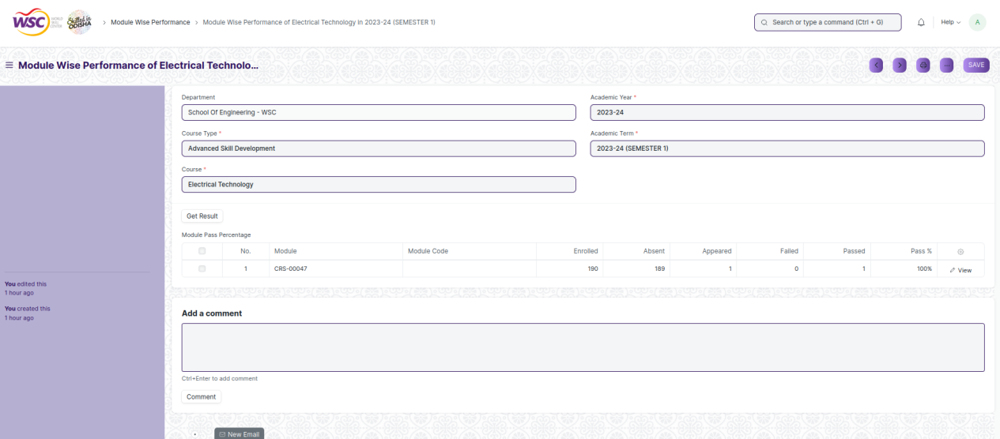 WSC WORLD SKILL CENTER Skilled in ODISHA > Module Wise Performance > Module Wise Performance of Electrical Technology in 2023-24 (SEMESTER 1) Search or type a command (Ctrl + G) Help A
Module Wise Performance of Electrical Technolo... SAVE
Department
School Of Engineering - WSC
Academic Year *
2023-24
Course Type *
Advanced Skill Development
Academic Term *
2023-24 (SEMESTER 1)
Course *
Electrical Technology
Get Result
Module Pass Percentage
No. Module Module Code Enrolled Absent Appeared Failed Passed Pass %
1 CRS-00047 190 189 1 0 1 100% View
You edited this
1 hour ago
You created this
1 hour ago
Add a comment
Ctrl+Enter to add comment
Comment
New Email